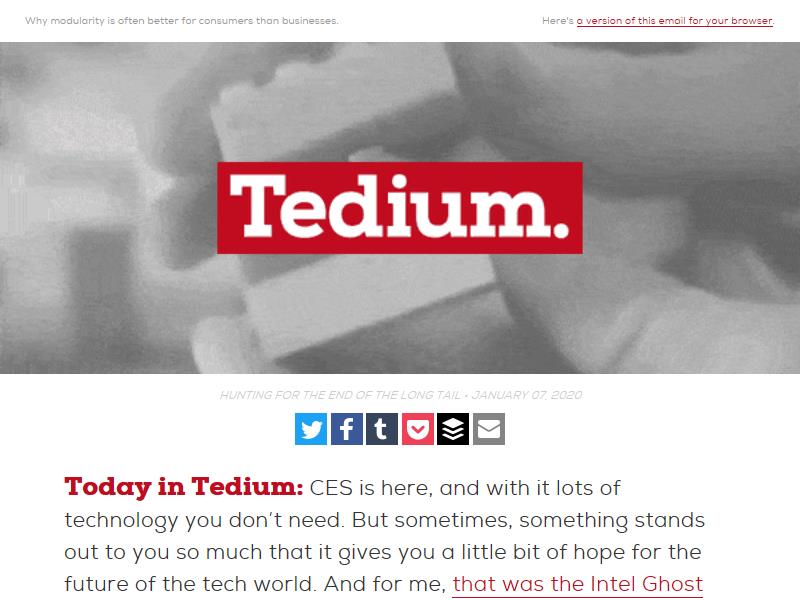 Why modularity is often better for consumers than businesses.
Here's a version of this email for your browser.
Tedium.
HUNTING FOR THE END OF THE LONG TAIL • JANUARY 07, 2020
Today in Tedium: CES is here, and with it lots of
technology you don't need. But sometimes, something stands
out to you so much that it gives you a little bit of hope for the
future of the tech world. And for me, that was the Intel Ghost